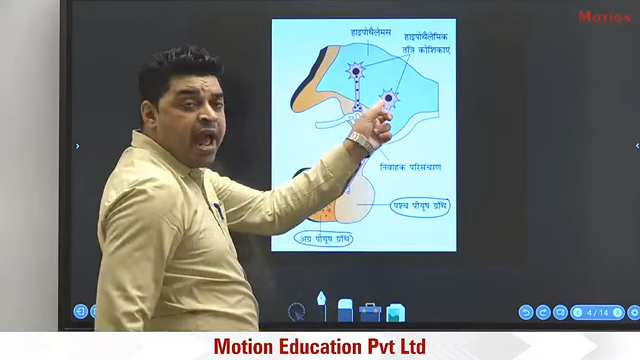 MOTION
हाइपोथैलेमस
हाइपोथैलेमिक
तंत्रि कोशिकाएं
निवाहक परिसंचरण
पश्च पीयूष ग्रंथि
अग्र पीयूष ग्रंथि
4 / 14
Motion Education Pvt Ltd